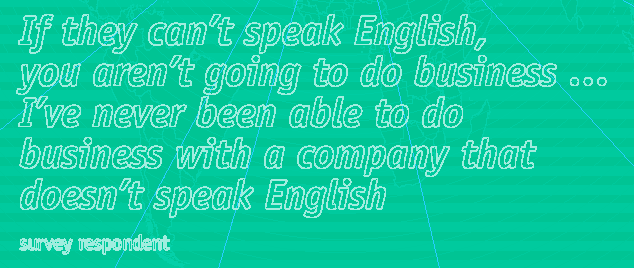 If they can't speak English,
you aren't going to do business ...
I've never been able to do
business with a company that
doesn't speak English
survey respondent